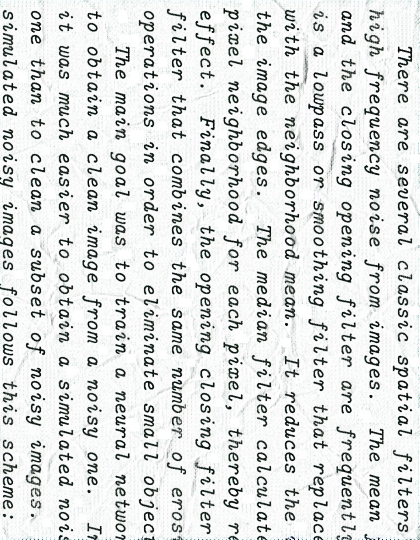 There are several classic spatial filters
high frequency noise from images. The mean
and the closing opening filter are frequently
is a lowpass or smoothing filter that replace
with the neighborhood mean. It reduces the
the image edges. The median filter calculate
pixel neighborhood for each pixel, thereby re
effect. Finally, the opening closing filter
filter that combines the same number of eros
operations in order to eliminate small object
The main goal was to train a neural networ
to obtain a clean image from a noisy one. In
it was much easier to obtain a simulated nois
one than to clean a subset of noisy images.
simulated noisy images follows this scheme: